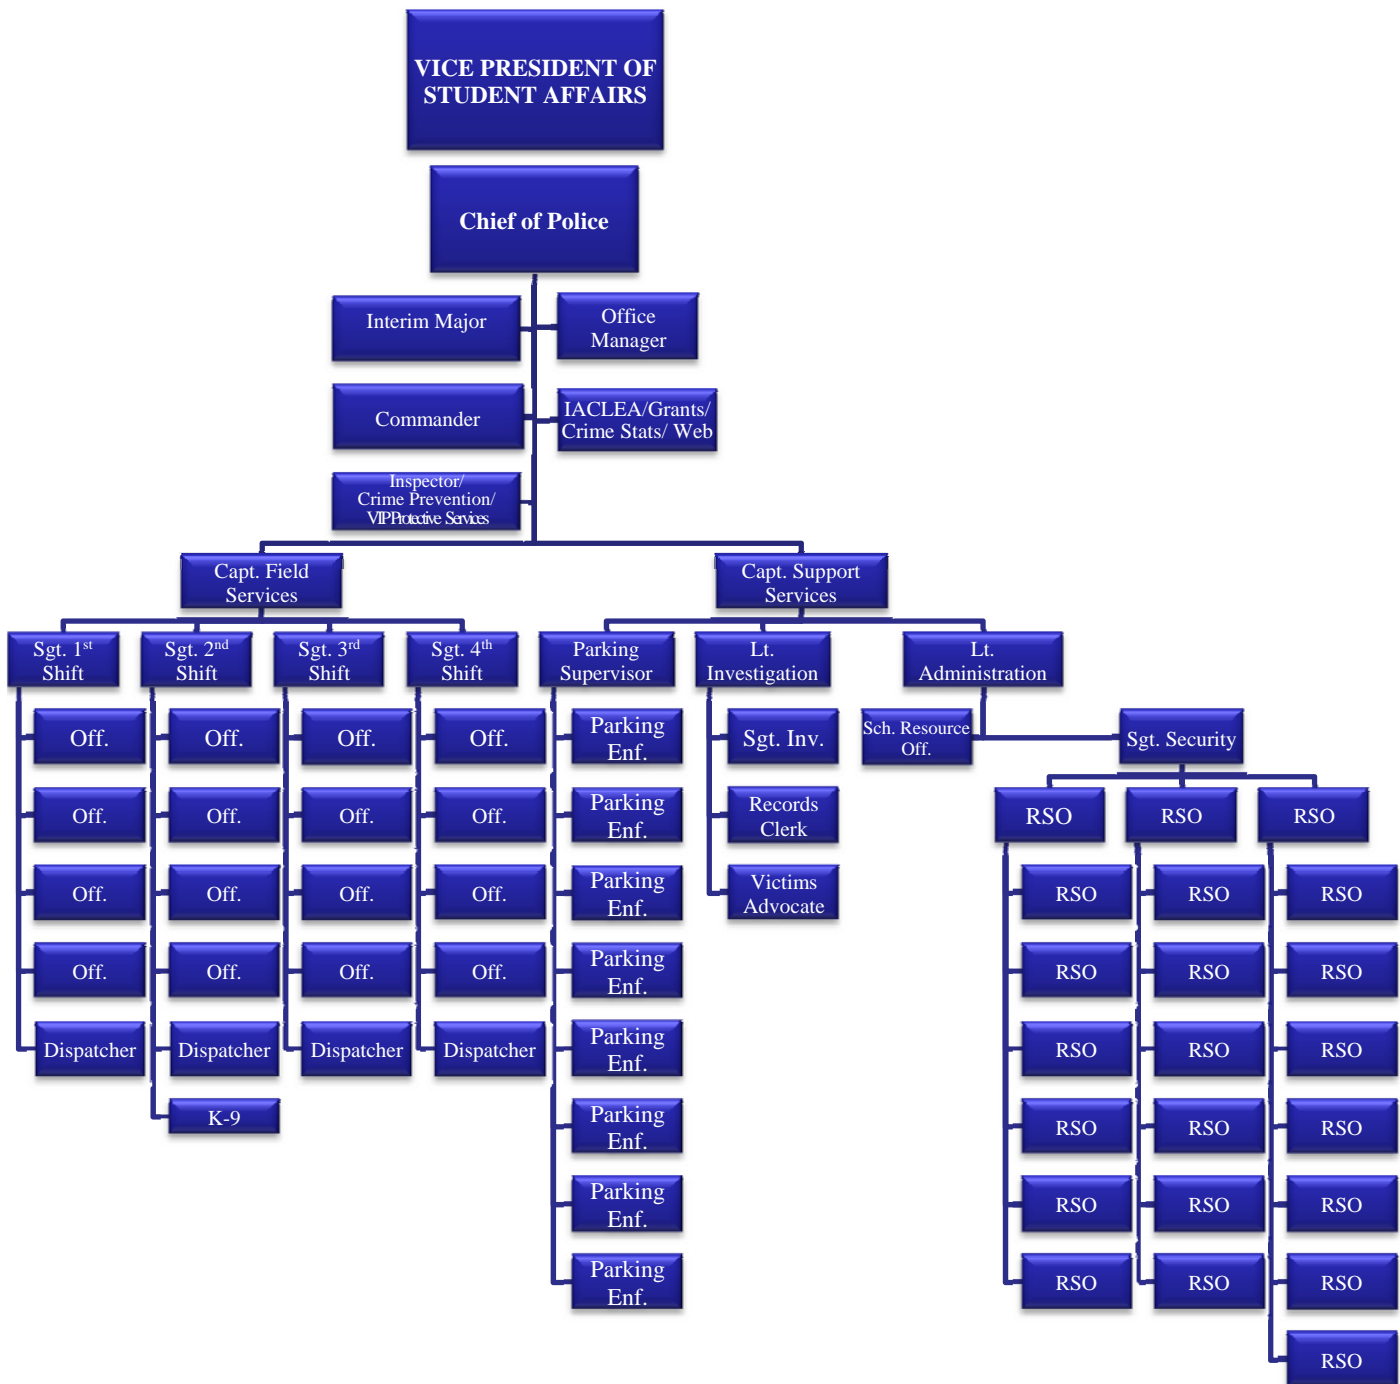 VICE PRESIDENT OF
STUDENT AFFAIRS
Chief of Police
Interim Major
Office
Manager
Commander
IACLEA/Grants/
Crime Stats/ Web
Inspector/
Crime Prevention/
VIP Protective Services
Capt. Field
Services
Capt. Support
Services
Sgt. 1st
Shift
Sgt. 2nd
Shift
Sgt. 3rd
Shift
Sgt. 4th
Shift
Parking
Supervisor
Lt.
Investigation
Lt.
Administration
Off.
Off.
Off.
Off.
Parking
Enf.
Sgt. Inv.
Sch. Resource
Off.
Sgt. Security
Off.
Off.
Off.
Off.
Parking
Enf.
Records
Clerk
RSO
RSO
RSO
Off.
Off.
Off.
Off.
Parking
Enf.
Victims
Advocate
RSO
RSO
RSO
Off.
Off.
Off.
Off.
Parking
Enf.
RSO
RSO
RSO
Dispatcher
Dispatcher
Dispatcher
Dispatcher
Parking
Enf.
RSO
RSO
RSO
K-9
Parking
Enf.
RSO
RSO
RSO
Parking
Enf.
RSO
RSO
RSO
Parking
Enf.
RSO
RSO
RSO
RSO